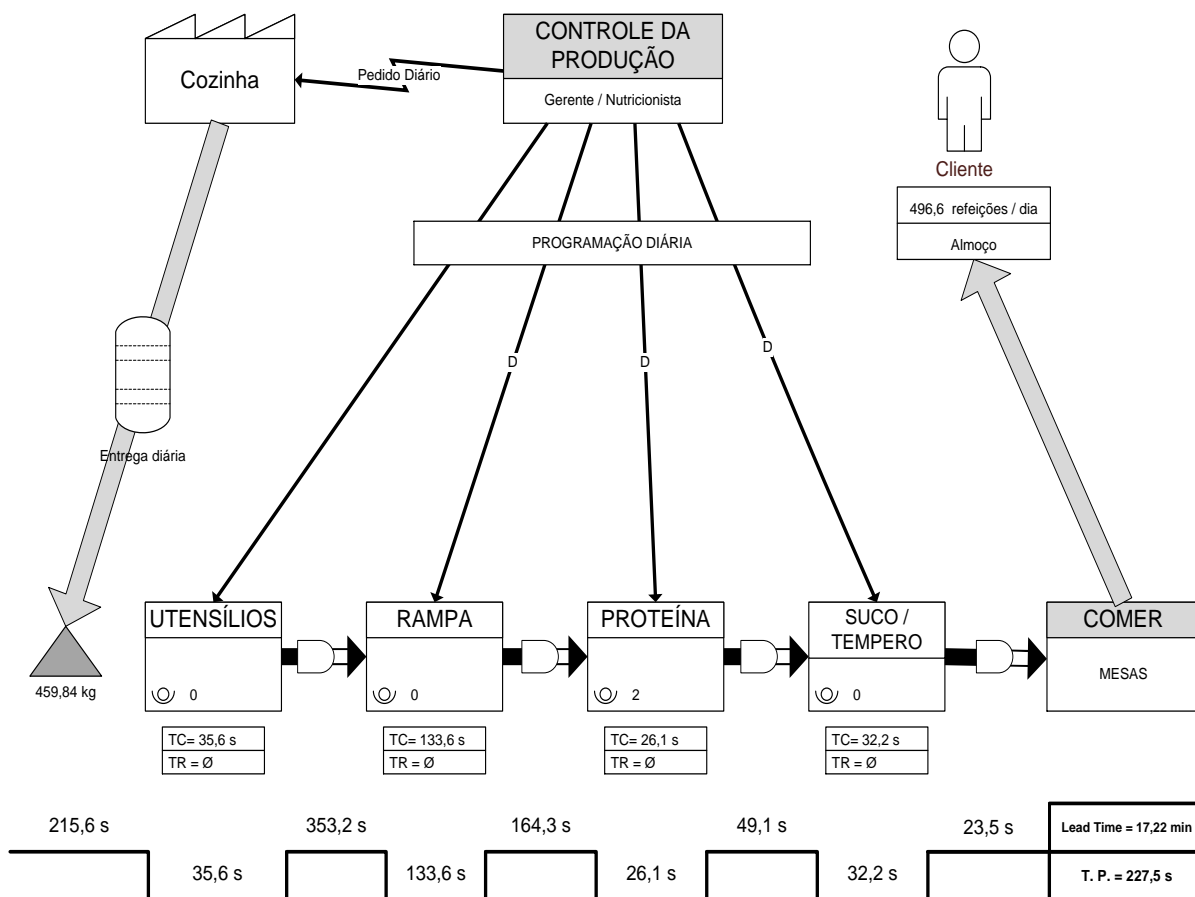 CONTROLE DA
PRODUÇÃO
Gerente / Nutricionista
Cozinha
Pedido Diário
Cliente
496,6 refeições / dia
Almoço
PROGRAMAÇÃO DIÁRIA
D
D
D
Entrega diária
459,84 kg
UTENSÍLIOS
0
TC= 35,6 s
TR = Ø
RAMPA
0
TC= 133,6 s
TR = Ø
PROTEÍNA
2
TC= 26,1 s
TR = Ø
SUCO /
TEMPERO
0
TC= 32,2 s
TR = Ø
COMER
MESAS
215,6 s
353,2 s
164,3 s
49,1 s
23,5 s
Lead Time = 17,22 min
35,6 s
133,6 s
26,1 s
32,2 s
T. P. = 227,5 s